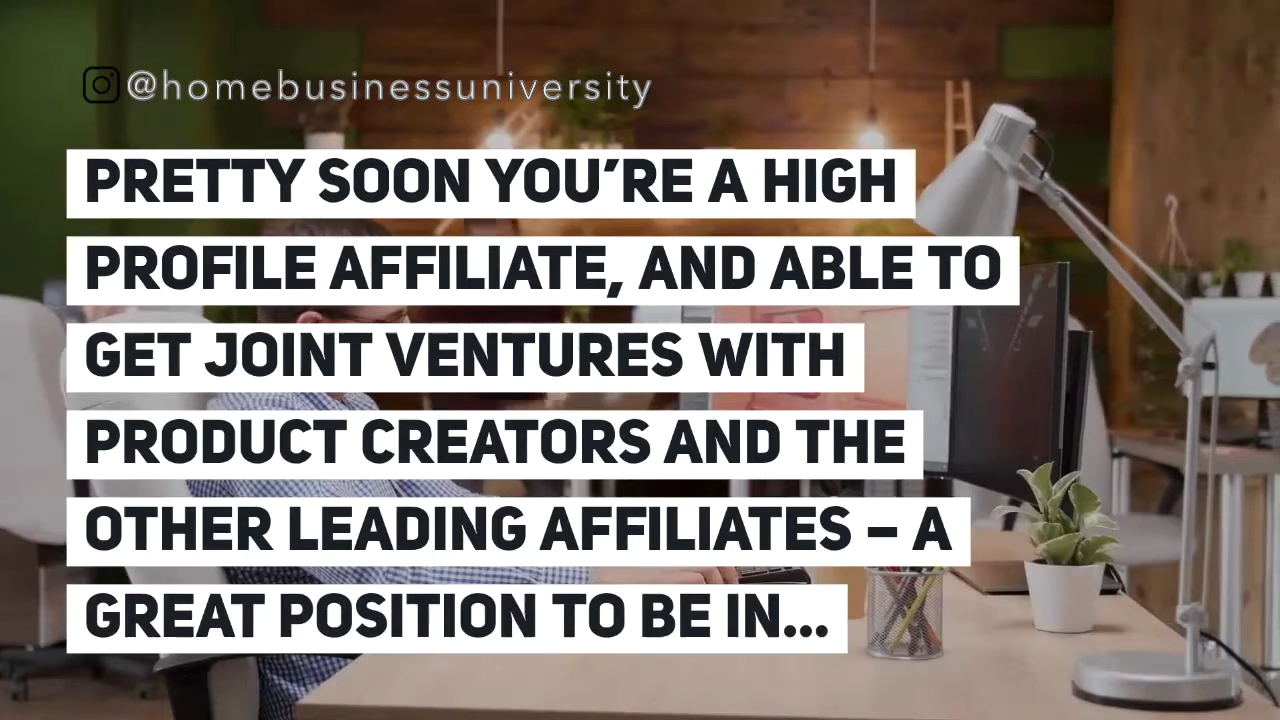 @homebusinessuniversity
PRETTY SOON YOU’RE A HIGH
PROFILE AFFILIATE, AND ABLE TO
GET JOINT VENTURES WITH
PRODUCT CREATORS AND THE
OTHER LEADING AFFILIATES – A
GREAT POSITION TO BE IN...